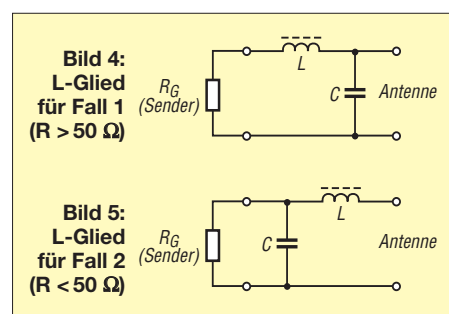 Bild 4:
L-Glied
für Fall 1
(R > 50 Ω)
RG
(Sender)
L
C
Antenne
Bild 5:
L-Glied
für Fall 2
(R < 50 Ω)
RG
(Sender)
C
L
Antenne